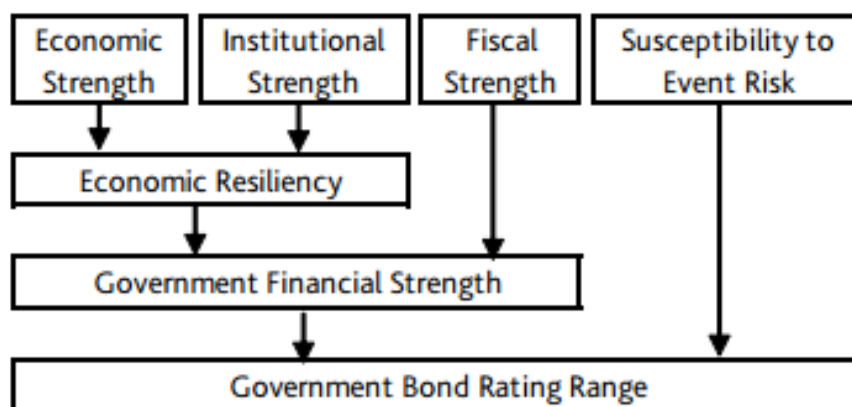 Economic
Strength
Institutional
Strength
Fiscal
Strength
Susceptibility to
Event Risk
Economic Resiliency
Government Financial Strength
Government Bond Rating Range